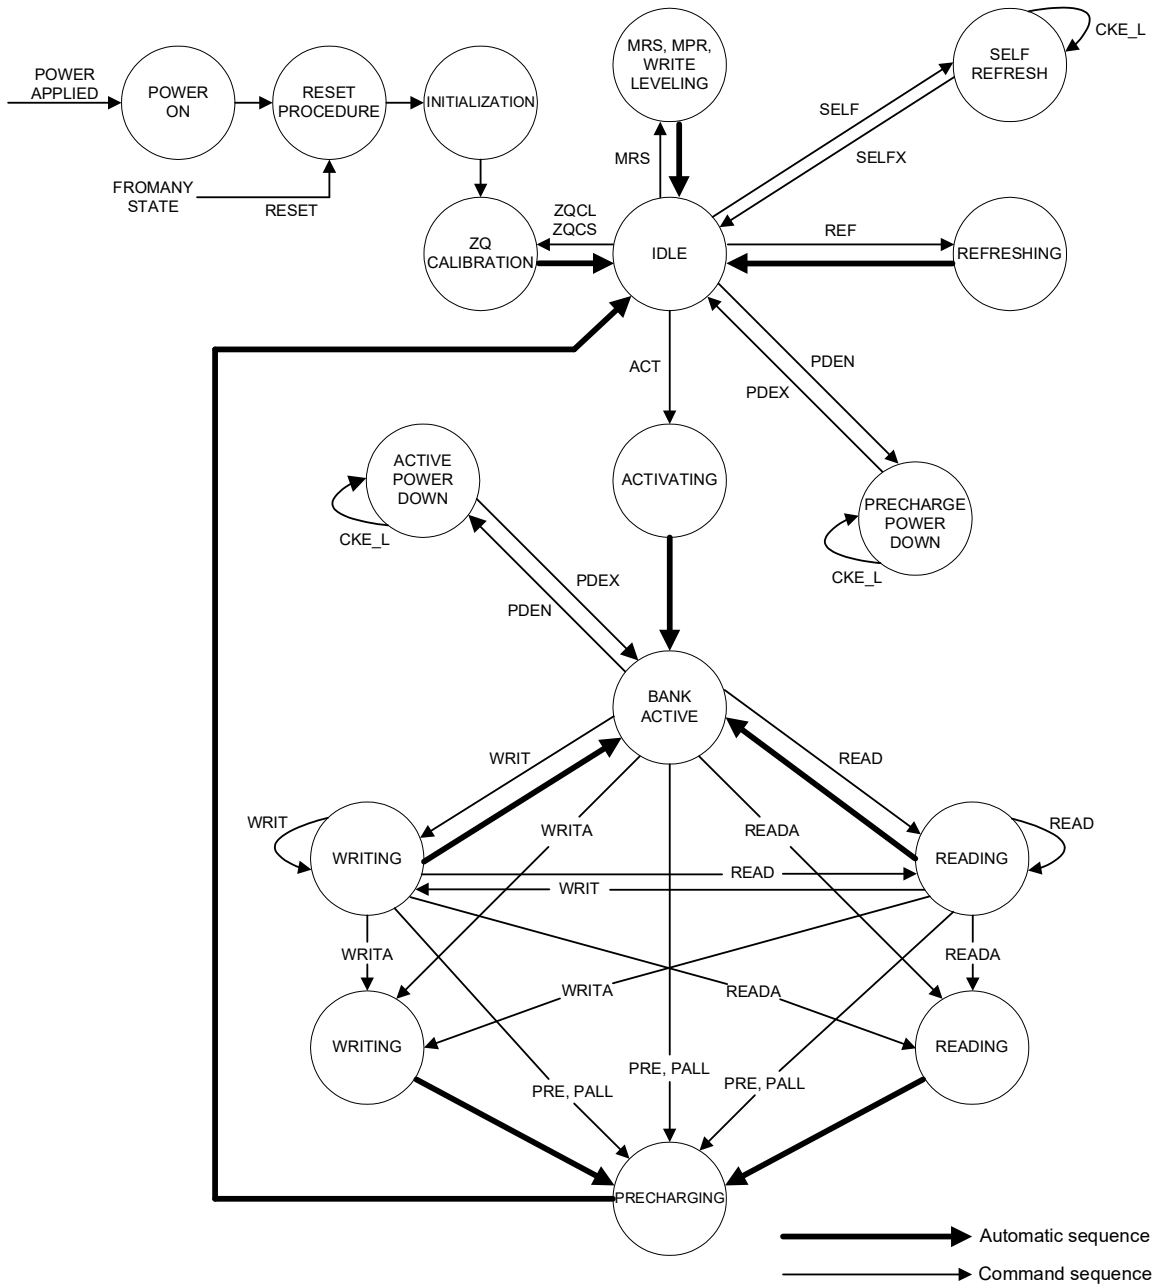 POWER
APPLIED
POWER
ON
RESET
PROCEDURE
INITIALIZATION
FROMANY
STATE
RESET
MRS, MPR,
WRITE
LEVELING
SELF
REFRESH
CKE_L
MRS
SELF
SELFX
ZQCL
ZQCS
ZQ
CALIBRATION
IDLE
REF
REFRESHING
ACT
PDEN
PDEX
ACTIVE
POWER
DOWN
CKE_L
ACTIVATING
PRECHARGE
POWER
DOWN
CKE_L
PDEX
PDEN
BANK
ACTIVE
WRIT
READ
WRIT
WRITA
READA
READ
WRITING
READING
READ
WRIT
WRITA
READA
WRITA
READA
WRITING
READING
PRE, PALL
PRE, PALL
PRE, PALL
PRECHARGING
Automatic sequence
Command sequence